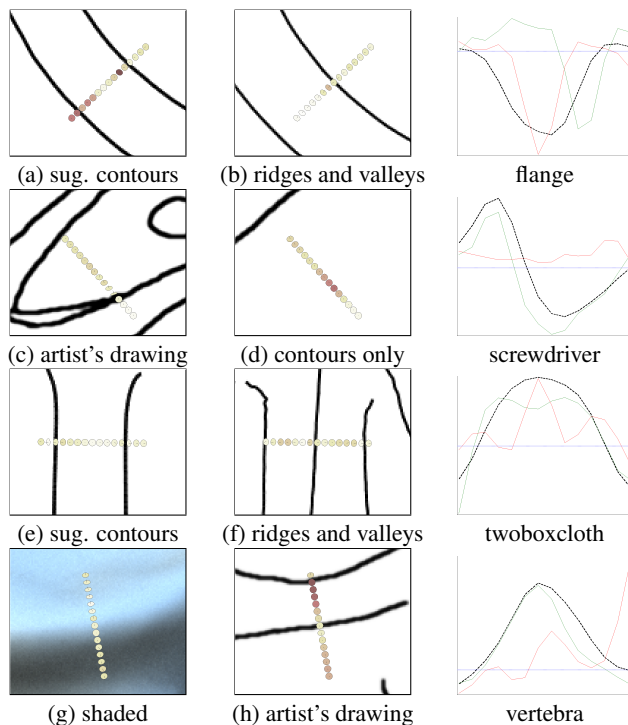 (a) sug. contours (b) ridges and valleys flange
(c) artist's drawing (d) contours only screwdriver
(e) sug. contours (f) ridges and valleys twoboxcloth
(g) shaded (h) artist's drawing vertebra